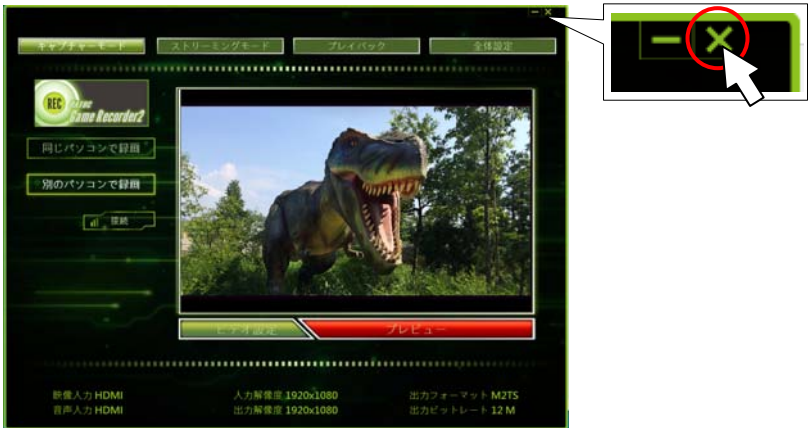 キャプチャーモード
ストリーミングモード
プレイバック
全体設定
REC
Game Recorder2
同じパソコンで録画
別のパソコンで録画
接続
ビデオ設定
プレビュー
映像入力 HDMI
入力解像度 1920x1080
出力フォーマット M2TS
音声入力 HDMI
出力解像度 1920x1080
出力ビットレート 12 M